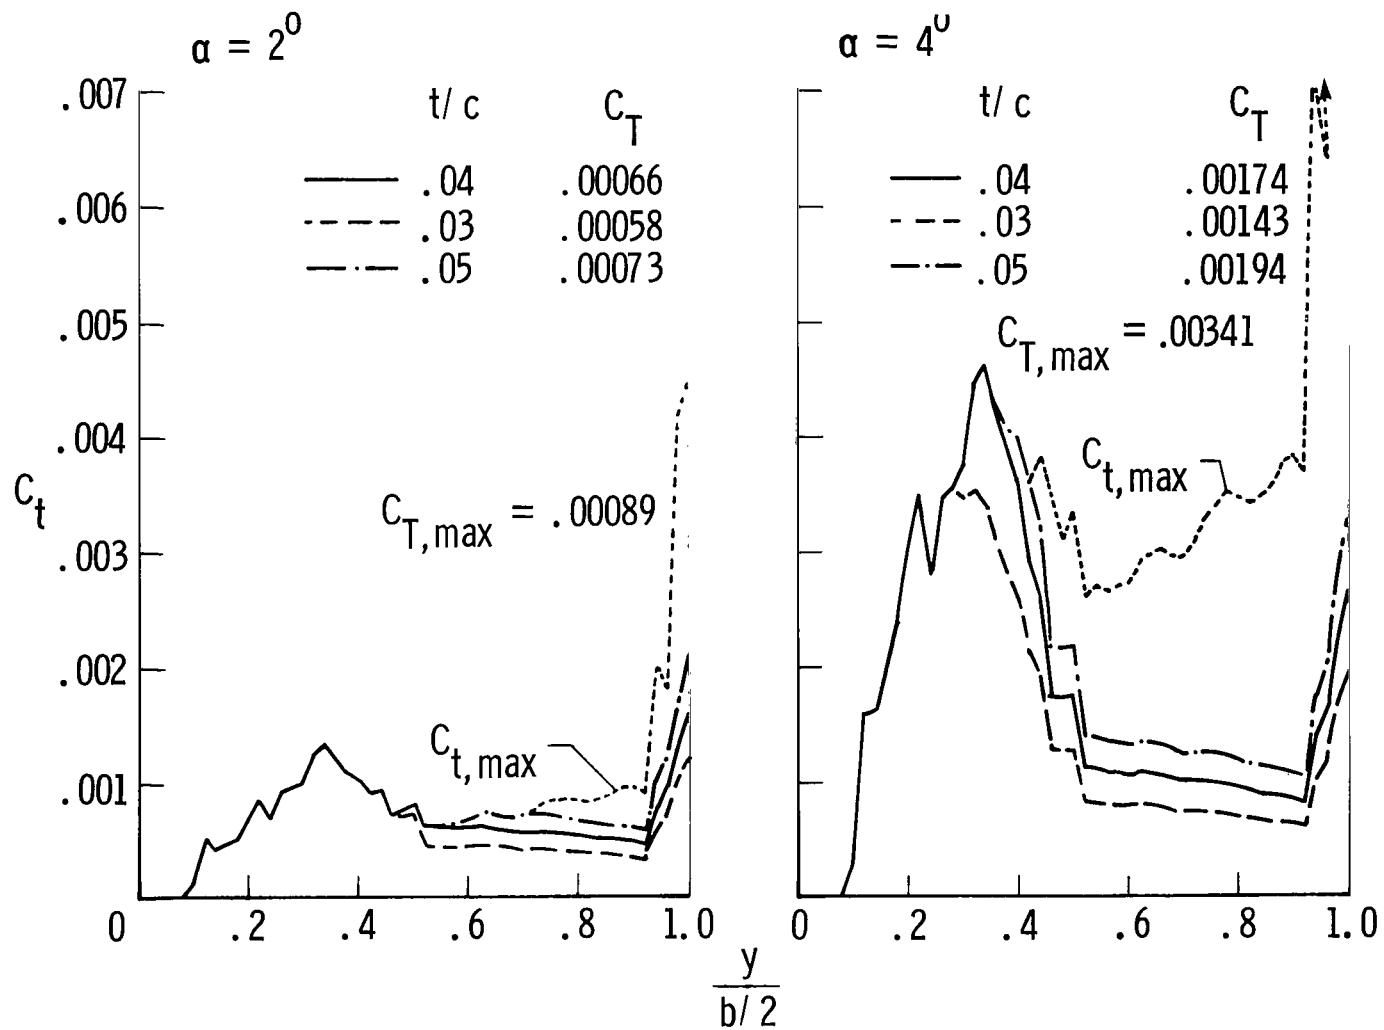 α = 2⁰
t/c C_T
.04 .00066
.03 .00058
.05 .00073
C_T,max = .00089
C_t,max
.007
.006
.005
.004
.003
.002
.001
C_t
0 .2 .4 .6 .8 1.0
α = 4⁰
t/c C_T
.04 .00174
.03 .00143
.05 .00194
C_T,max = .00341
C_t,max
0 .2 .4 .6 .8 1.0
y
b/2